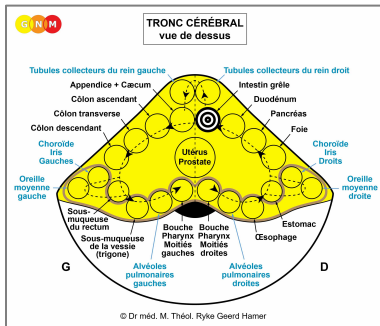 G N M
TRONC CÉRÉBRAL
vue de dessus
Tubules collecteurs du rein gauche
Tubules collecteurs du rein droit
Appendice + Cæcum
Intestin grêle
Côlon ascendant
Duodénum
Côlon transverse
Pancréas
Côlon descendant
Foie
Choroïde
Iris
Gauches
Choroïde
Iris
Droits
Utérus
Prostate
Oreille
moyenne
gauche
Oreille
moyenne
droite
Sous-
muqueuse
du rectum
Estomac
Sous-muqueuse
de la vessie
(trigone)
Œsophage
Bouche
Pharynx
Moitiés
gauches
Bouche
Pharynx
Moitiés
droites
G
D
Alvéoles
pulmonaires
gauches
Alvéoles
pulmonaires
droites
© Dr méd. M. Théol. Ryke Geerd Hamer